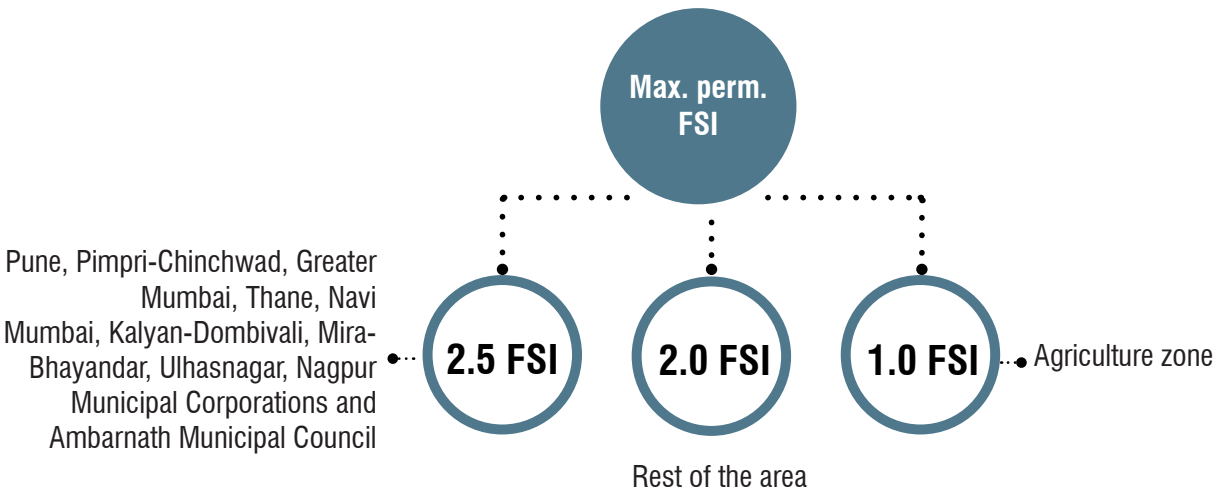 Max. perm.
FSI
Pune, Pimpri-Chinchwad, Greater
Mumbai, Thane, Navi
Mumbai, Kalyan-Dombivali, Mira-
Bhayandar, Ulhasnagar, Nagpur
Municipal Corporations and
Ambarnath Municipal Council
2.5 FSI
2.0 FSI
1.0 FSI
Agriculture zone
Rest of the area